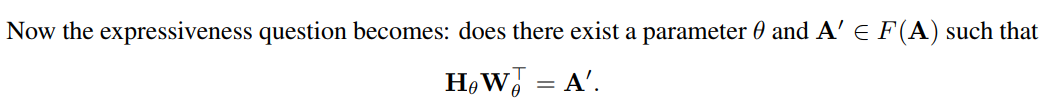 Now the expressiveness question becomes: does there exist a parameter θ and A′ ∈ F(A) such that
H_θ W_θ^⊤ = A′.